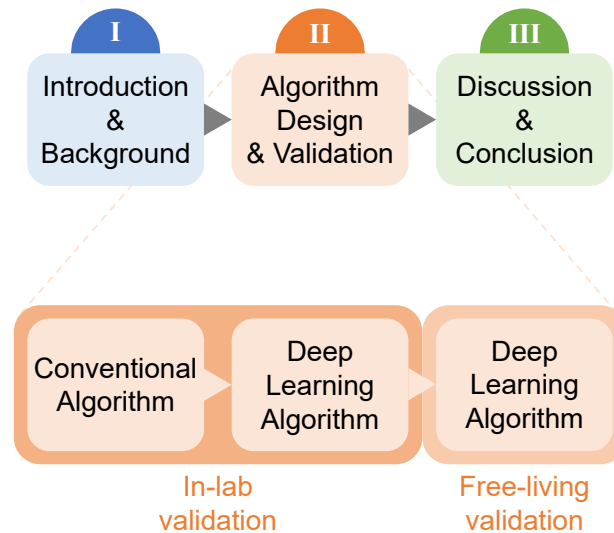 I
II
III
Introduction
&
Background
Algorithm
Design
& Validation
Discussion
&
Conclusion
Conventional
Algorithm
Deep
Learning
Algorithm
Deep
Learning
Algorithm
In-lab
validation
Free-living
validation